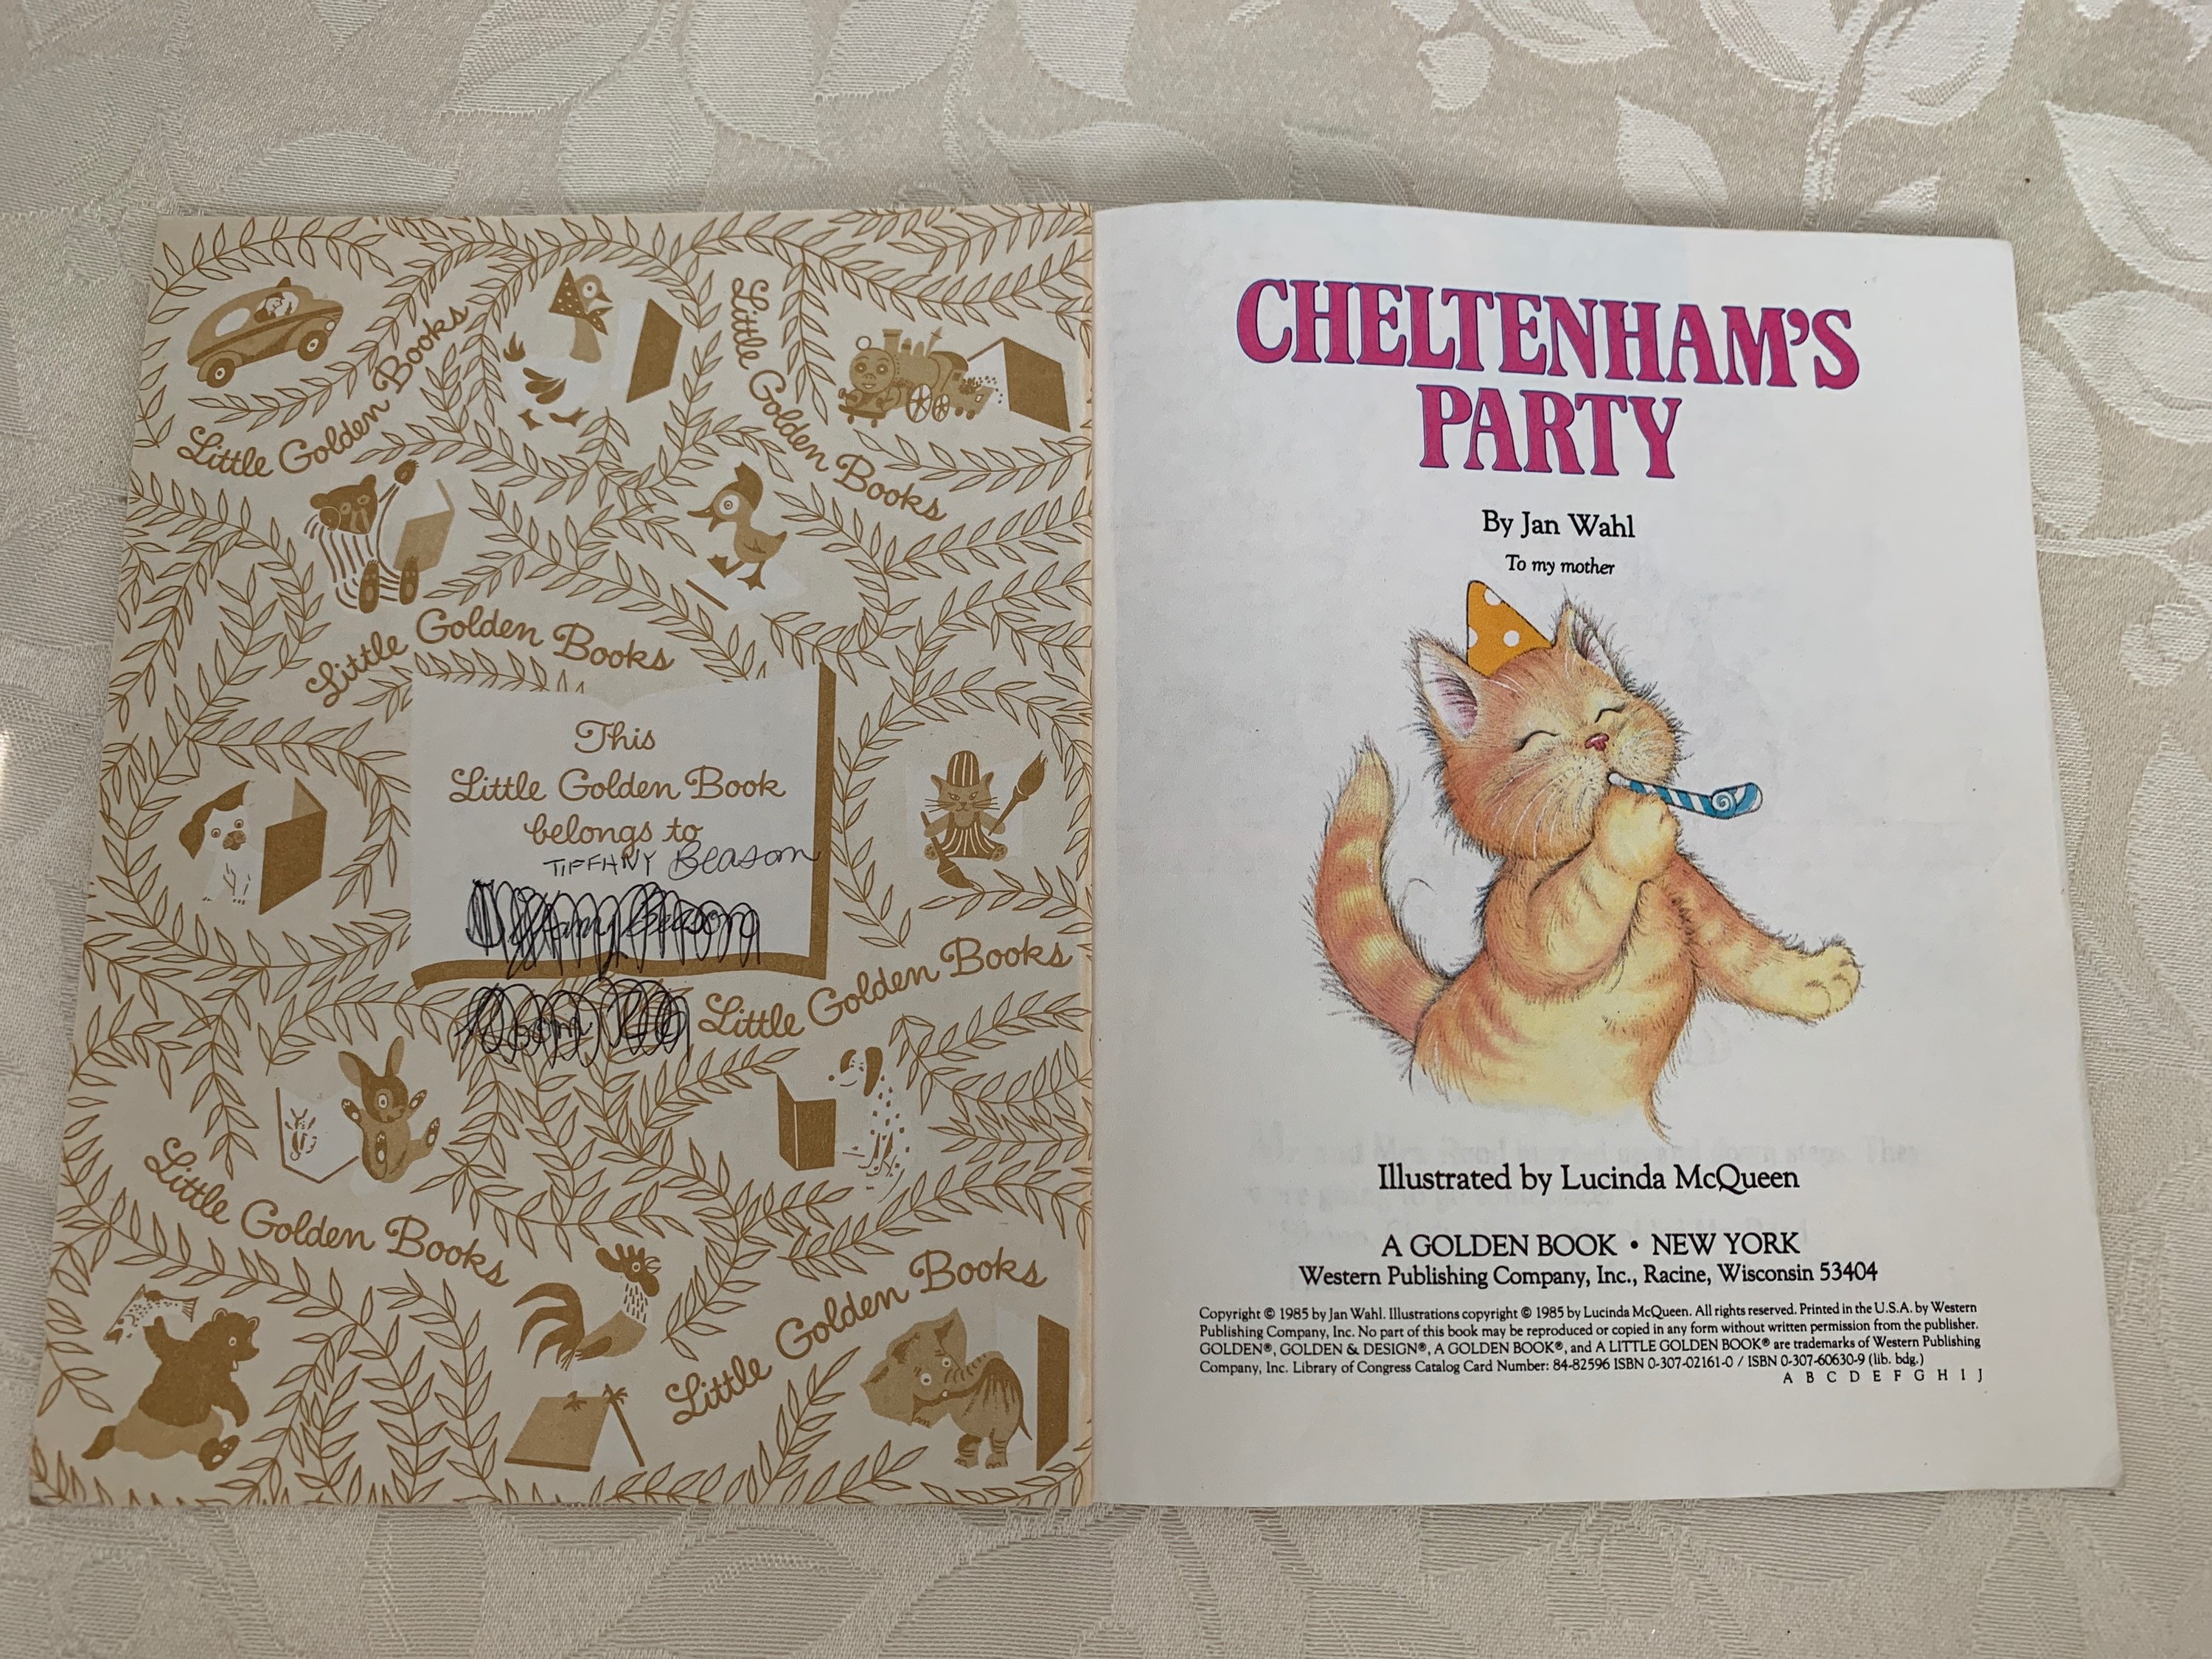 Little Golden Books
Little Golden Books
Little Golden Books
This
Little Golden Book
belongs to
TIFFANY Beason
Little Golden Books
Little Golden Books
Little Golden Books
CHELTENHAM'S
PARTY
By Jan Wahl
To my mother
Illustrated by Lucinda McQueen
A GOLDEN BOOK • NEW YORK
Western Publishing Company, Inc., Racine, Wisconsin 53404
Copyright © 1985 by Jan Wahl. Illustrations copyright © 1985 by Lucinda McQueen. All rights reserved. Printed in the U.S.A. by Western
Publishing Company, Inc. No part of this book may be reproduced or copied in any form without written permission from the publisher.
GOLDEN®, GOLDEN & DESIGN®, A GOLDEN BOOK®, and A LITTLE GOLDEN BOOK® are trademarks of Western Publishing
Company, Inc. Library of Congress Catalog Card Number: 84-82596 ISBN 0-307-02161-0 / ISBN 0-307-60630-9 (lib. bdg.)
A B C D E F G H I J